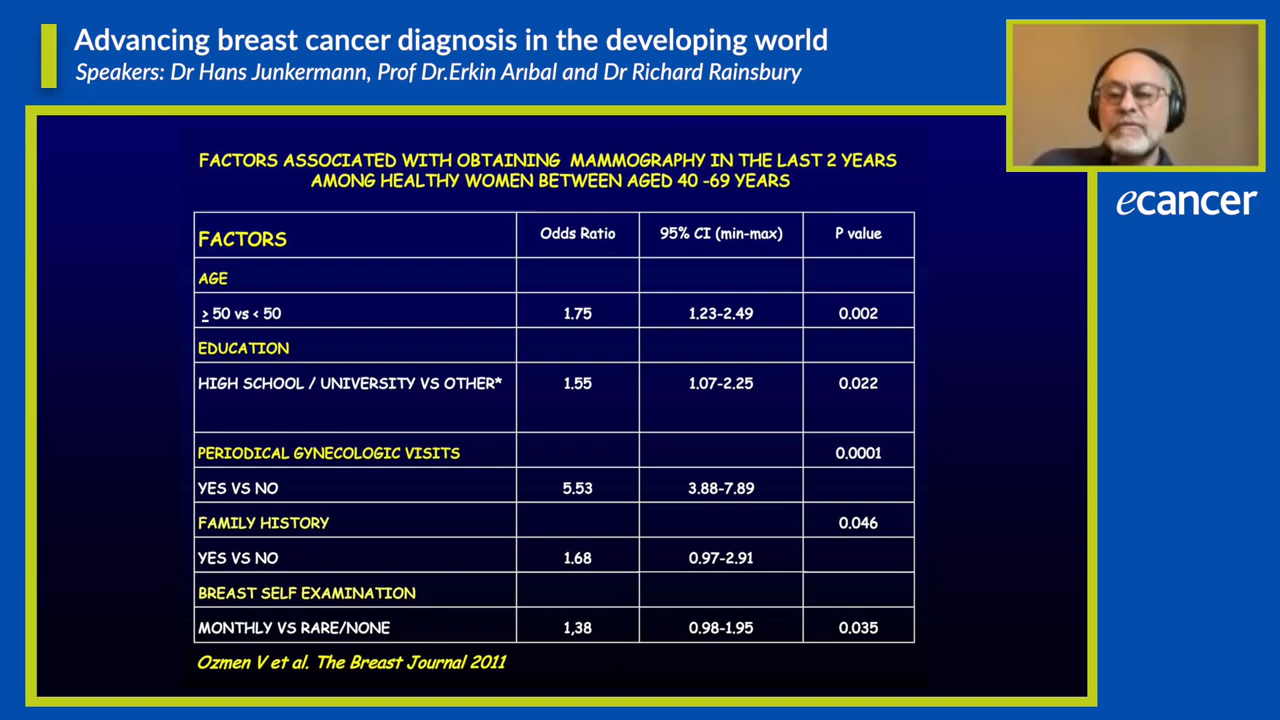 Advancing breast cancer diagnosis in the developing world
Speakers: Dr Hans Junkermann, Prof Dr.Erkin Arıbal and Dr Richard Rainsbury
ecancer
FACTORS ASSOCIATED WITH OBTAINING MAMMOGRAPHY IN THE LAST 2 YEARS
AMONG HEALTHY WOMEN BETWEEN AGED 40 -69 YEARS
FACTORS Odds Ratio 95% CI (min-max) P value
AGE
≥ 50 vs < 50 1.75 1.23-2.49 0.002
EDUCATION
HIGH SCHOOL / UNIVERSITY VS OTHER* 1.55 1.07-2.25 0.022
PERIODICAL GYNECOLOGIC VISITS 0.0001
YES VS NO 5.53 3.88-7.89
FAMILY HISTORY 0.046
YES VS NO 1.68 0.97-2.91
BREAST SELF EXAMINATION
MONTHLY VS RARE/NONE 1,38 0.98-1.95 0.035
Ozmen V et al. The Breast Journal 2011